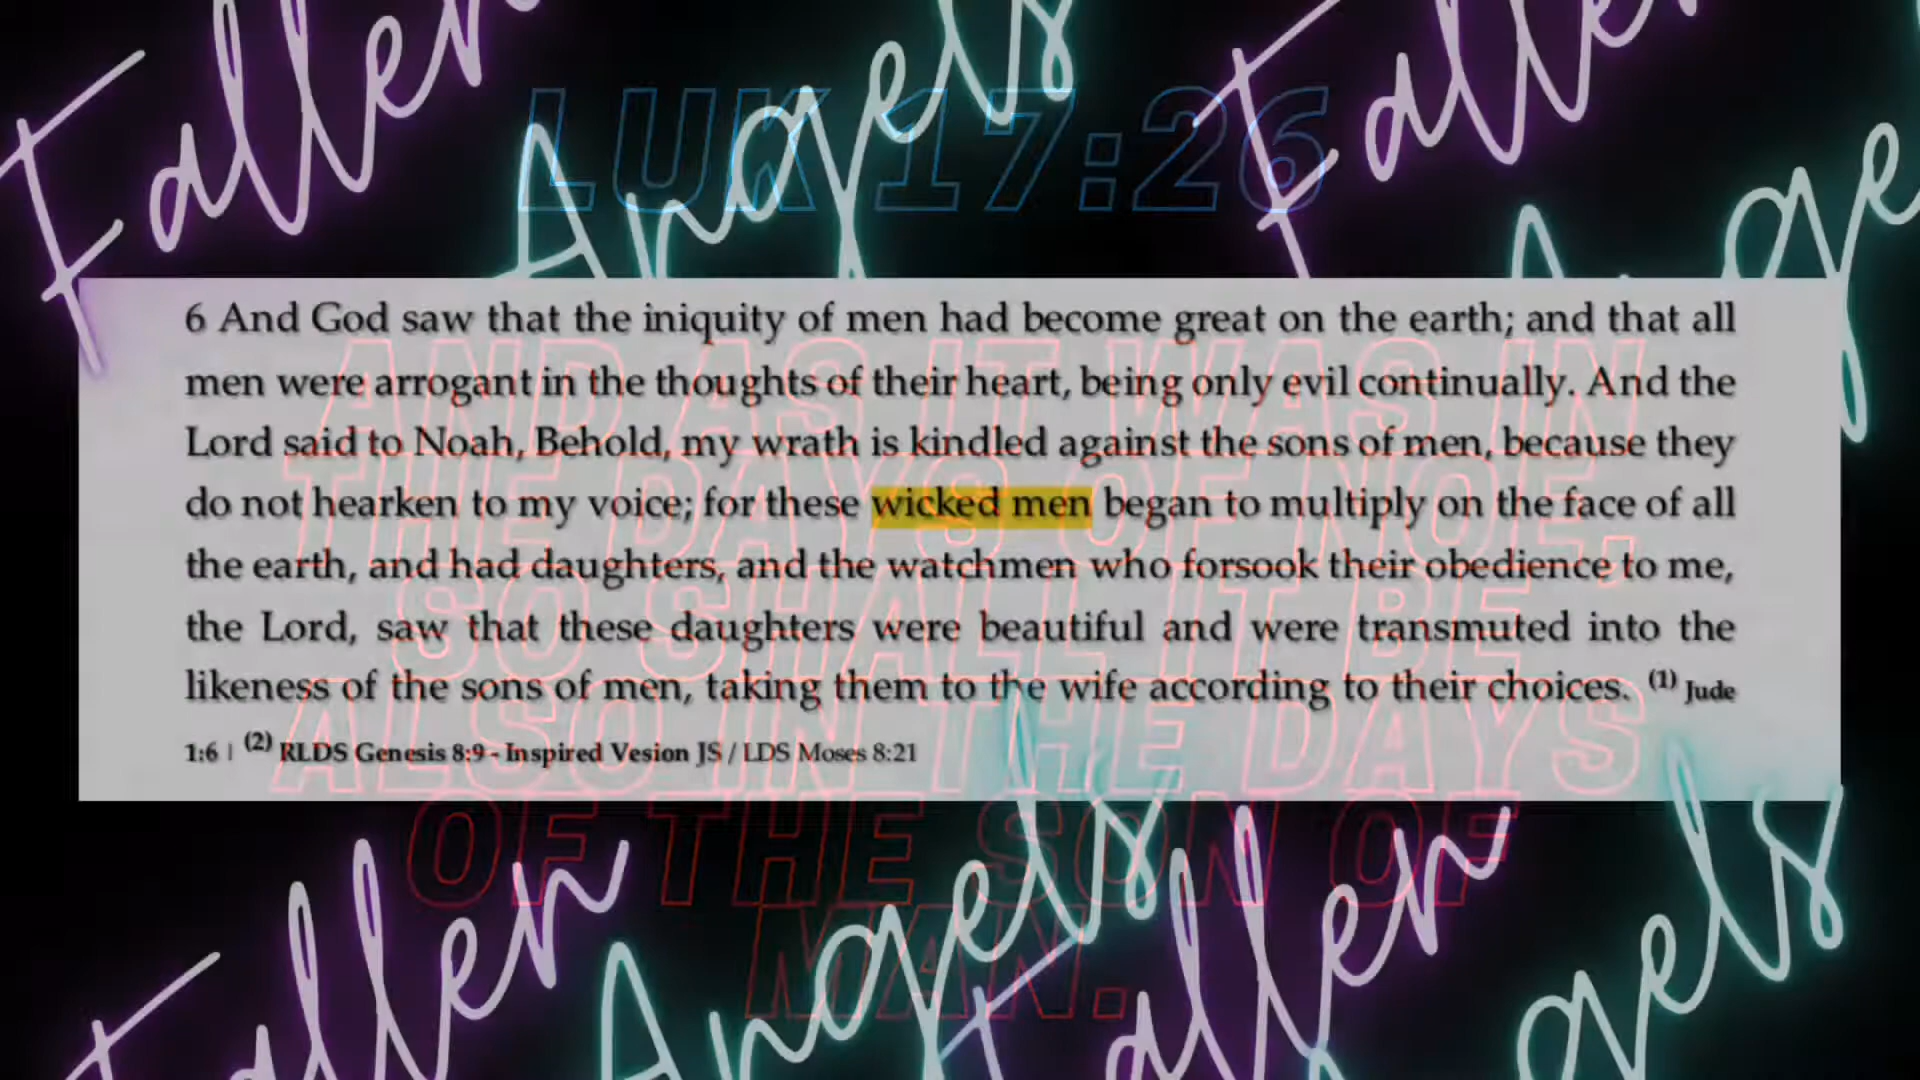 Fallen
Angels
Fallen
Ange
LUK 17:26
6 And God saw that the iniquity of men had become great on the earth; and that all
men were arrogant in the thoughts of their heart, being only evil continually. And the
Lord said to Noah, Behold, my wrath is kindled against the sons of men, because they
do not hearken to my voice; for these wicked men began to multiply on the face of all
the earth, and had daughters, and the watchmen who forsook their obedience to me,
the Lord, saw that these daughters were beautiful and were transmuted into the
likeness of the sons of men, taking them to the wife according to their choices. (1) Jude
1:6 | (2) RLDS Genesis 8:9 - Inspired Vesion JS / LDS Moses 8:21
AND AS IT WAS IN
THE DAYS OF NOE,
SO SHALL IT BE
ALSO IN THE DAYS
OF THE SON OF
MAN.
Fallen
Angels
Fallen
gels